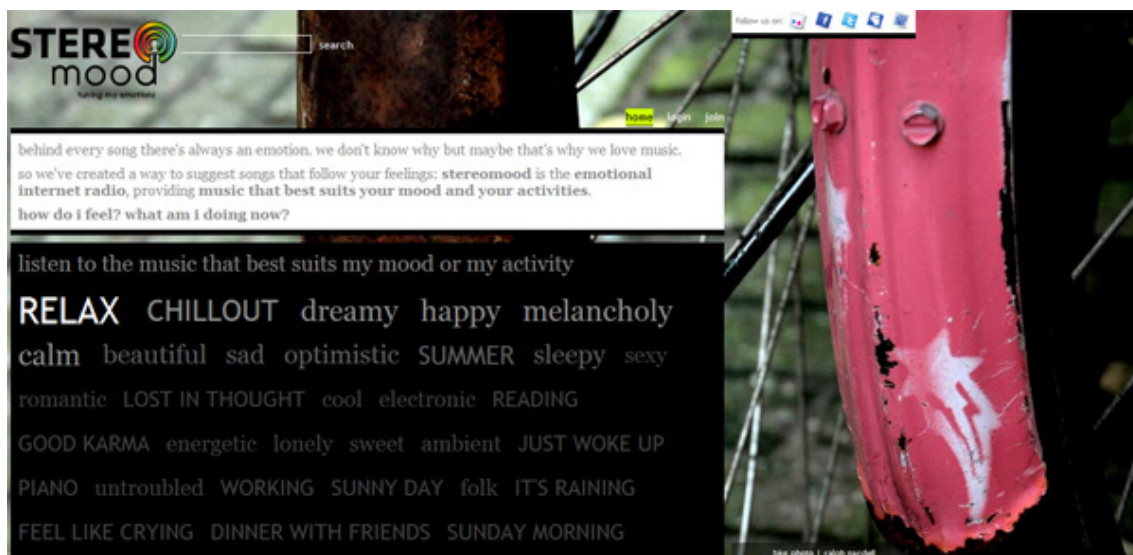 follow us on:
STEREO
mood
tuning my emotions
search
home login join
behind every song there's always an emotion. we don't know why but maybe that's why we love music.
so we've created a way to suggest songs that follow your feelings: stereomood is the emotional
internet radio, providing music that best suits your mood and your activities.
how do i feel? what am i doing now?
listen to the music that best suits my mood or my activity
RELAX CHILLOUT dreamy happy melancholy
calm beautiful sad optimistic SUMMER sleepy sexy
romantic LOST IN THOUGHT cool electronic READING
GOOD KARMA energetic lonely sweet ambient JUST WOKE UP
PIANO untroubled WORKING SUNNY DAY folk IT'S RAINING
FEEL LIKE CRYING DINNER WITH FRIENDS SUNDAY MORNING
bike photo | ralph